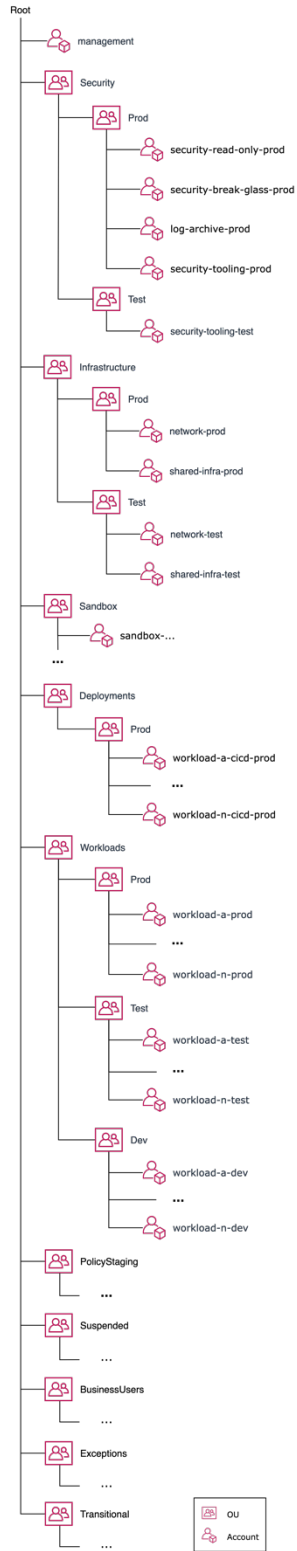 Root
management
Security
Prod
security-read-only-prod
security-break-glass-prod
log-archive-prod
security-tooling-prod
Test
security-tooling-test
Infrastructure
Prod
network-prod
shared-infra-prod
Test
network-test
shared-infra-test
Sandbox
sandbox-...
...
Deployments
Prod
workload-a-cicd-prod
...
workload-n-cicd-prod
Workloads
Prod
workload-a-prod
...
workload-n-prod
Test
workload-a-test
...
workload-n-test
Dev
workload-a-dev
...
workload-n-dev
PolicyStaging
...
Suspended
...
BusinessUsers
...
Exceptions
...
Transitional
...
OU
Account